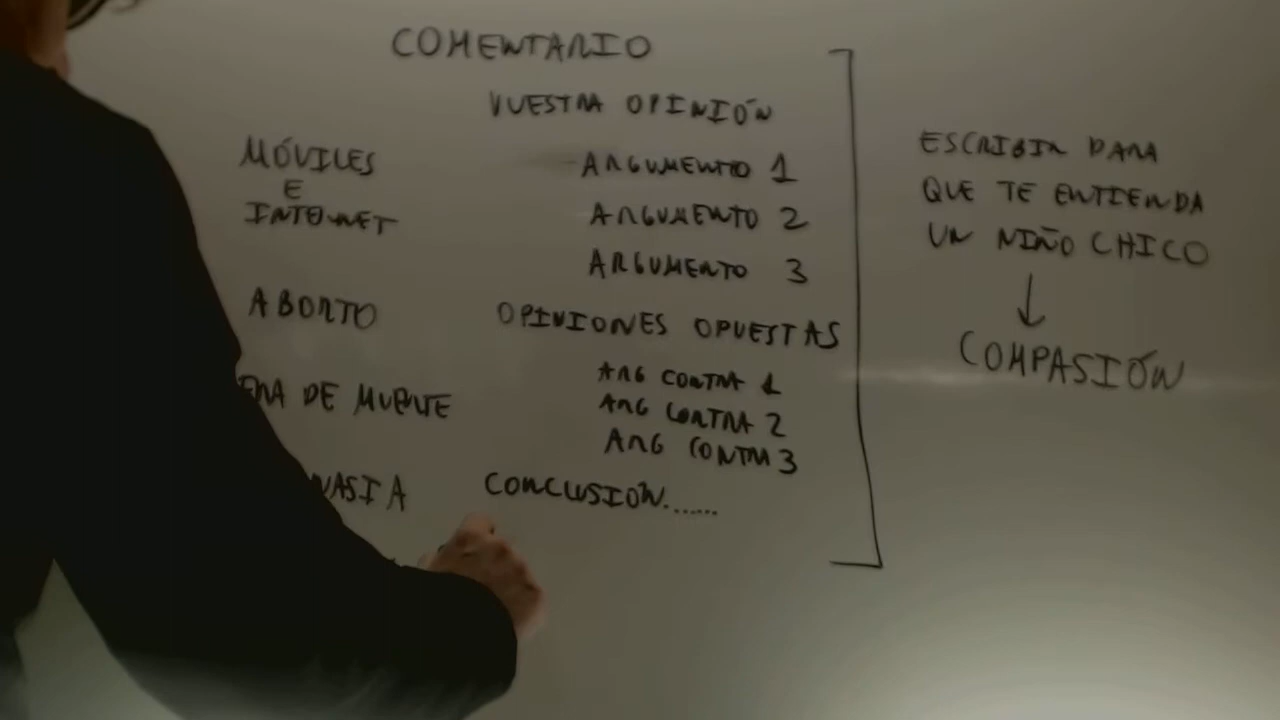 COMENTARIO
VUESTRA OPINIÓN
ARGUMENTO 1
ARGUMENTO 2
ARGUMENTO 3
OPINIONES OPUESTAS
ARG CONTRA 1
ARG CONTRA 2
ARG CONTRA 3
CONCLUSIÓN......
MÓVILES
E
INTERNET
ABORTO
DE MUERTE
ESCRIBIR PARA
QUE TE ENTIENDA
UN NIÑO CHICO
COMPASIÓN